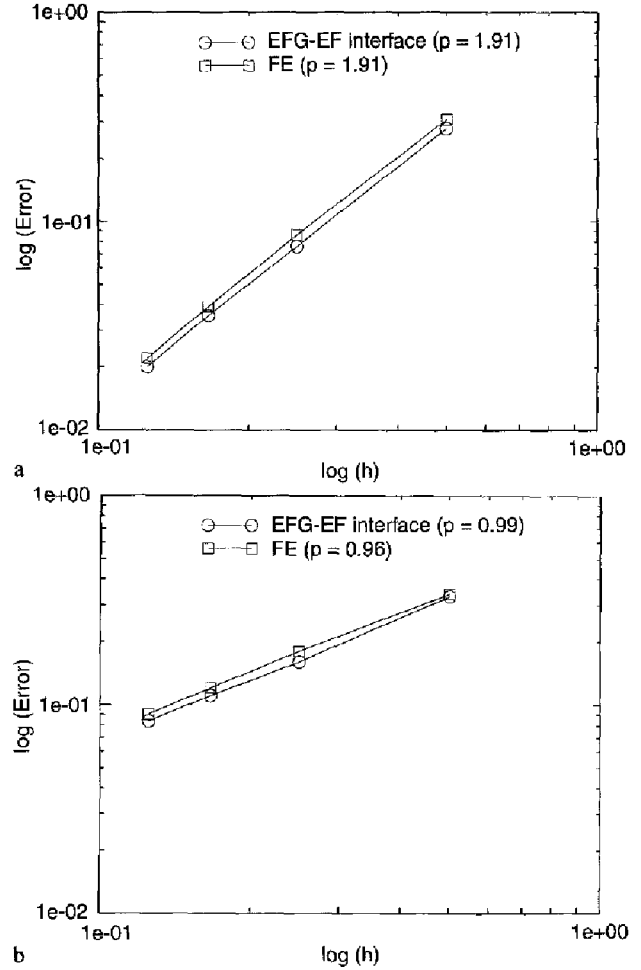 1e+00
EFG-EF interface (p = 1.91)
FE (p = 1.91)
log (Error)
1e-01
1e-02
1e-01
1e+00
log (h)
a
1e+00
EFG-EF interface (p = 0.99)
FE (p = 0.96)
log (Error)
1e-01
1e-02
1e-01
1e+00
log (h)
b